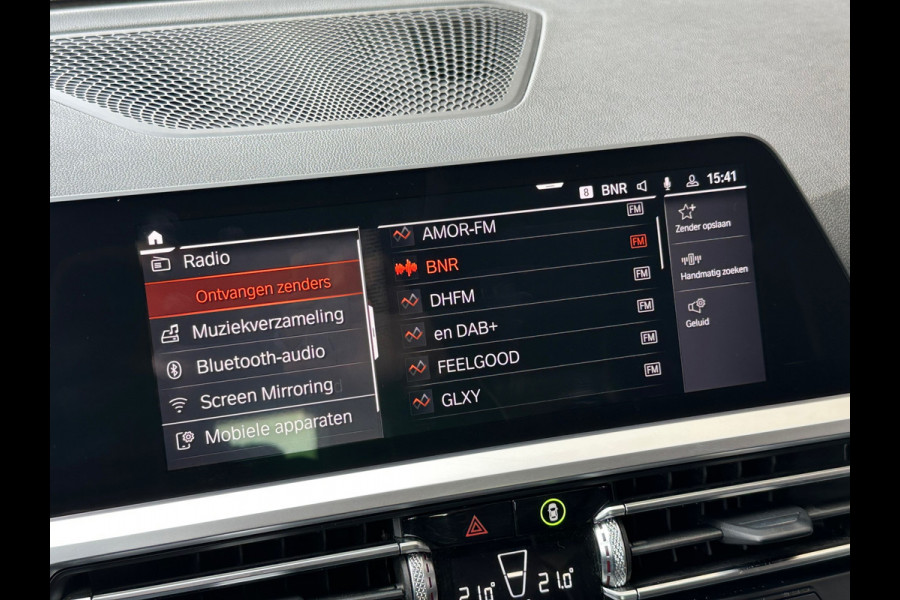 8 BNR 15:41
Radio
Ontvangen zenders
Muziekverzameling
Bluetooth-audio
Screen Mirroring
Mobiele apparaten
AMOR-FM FM
BNR FM
DHFM FM
en DAB+ FM
FEELGOOD FM
GLXY FM
Zender opslaan
Handmatig zoeken
Geluid
21.0° 21.0°